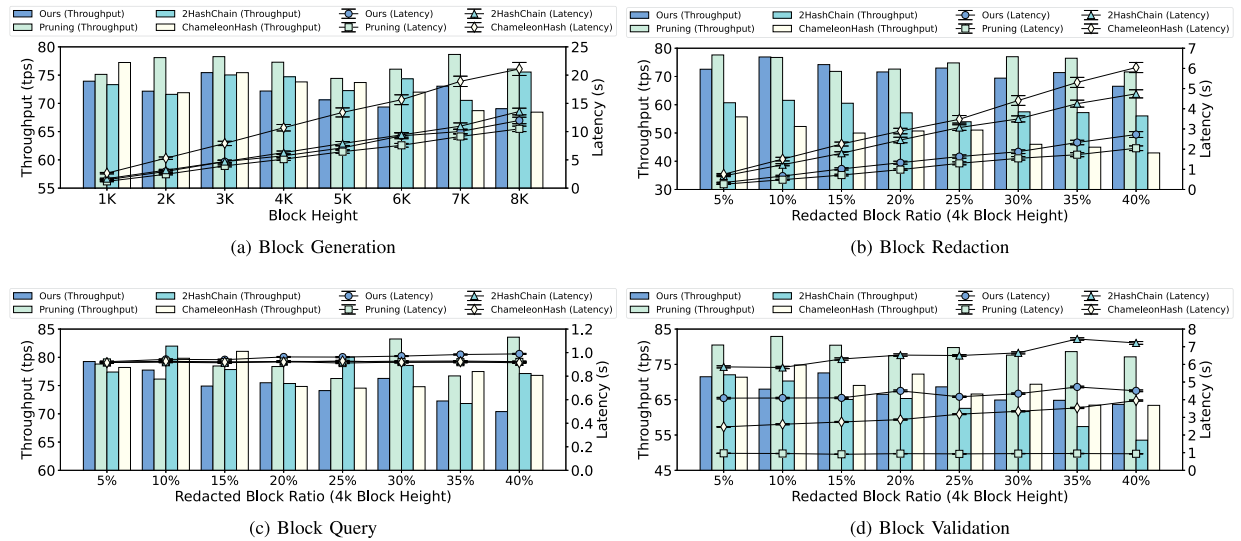 Ours (Throughput) 2HashChain (Throughput) Ours (Latency) 2HashChain (Latency)
Pruning (Throughput) ChameleonHash (Throughput) Pruning (Latency) ChameleonHash (Latency)
Throughput (tps)
80
75
70
65
60
55
25
20
15
10
5
0
Latency (s)
1K 2K 3K 4K 5K 6K 7K 8K
Block Height
(a) Block Generation
Ours (Throughput) 2HashChain (Throughput) Ours (Latency) 2HashChain (Latency)
Pruning (Throughput) ChameleonHash (Throughput) Pruning (Latency) ChameleonHash (Latency)
Throughput (tps)
80
70
60
50
40
30
7
6
5
4
3
2
1
0
Latency (s)
5% 10% 15% 20% 25% 30% 35% 40%
Redacted Block Ratio (4k Block Height)
(b) Block Redaction
Ours (Throughput) 2HashChain (Throughput) Ours (Latency) 2HashChain (Latency)
Pruning (Throughput) ChameleonHash (Throughput) Pruning (Latency) ChameleonHash (Latency)
Throughput (tps)
85
80
75
70
65
60
1.2
1.0
0.8
0.6
0.4
0.2
0.0
Latency (s)
5% 10% 15% 20% 25% 30% 35% 40%
Redacted Block Ratio (4k Block Height)
(c) Block Query
Ours (Throughput) 2HashChain (Throughput) Ours (Latency) 2HashChain (Latency)
Pruning (Throughput) ChameleonHash (Throughput) Pruning (Latency) ChameleonHash (Latency)
Throughput (tps)
85
75
65
55
45
8
7
6
5
4
3
2
1
0
Latency (s)
5% 10% 15% 20% 25% 30% 35% 40%
Redacted Block Ratio (4k Block Height)
(d) Block Validation